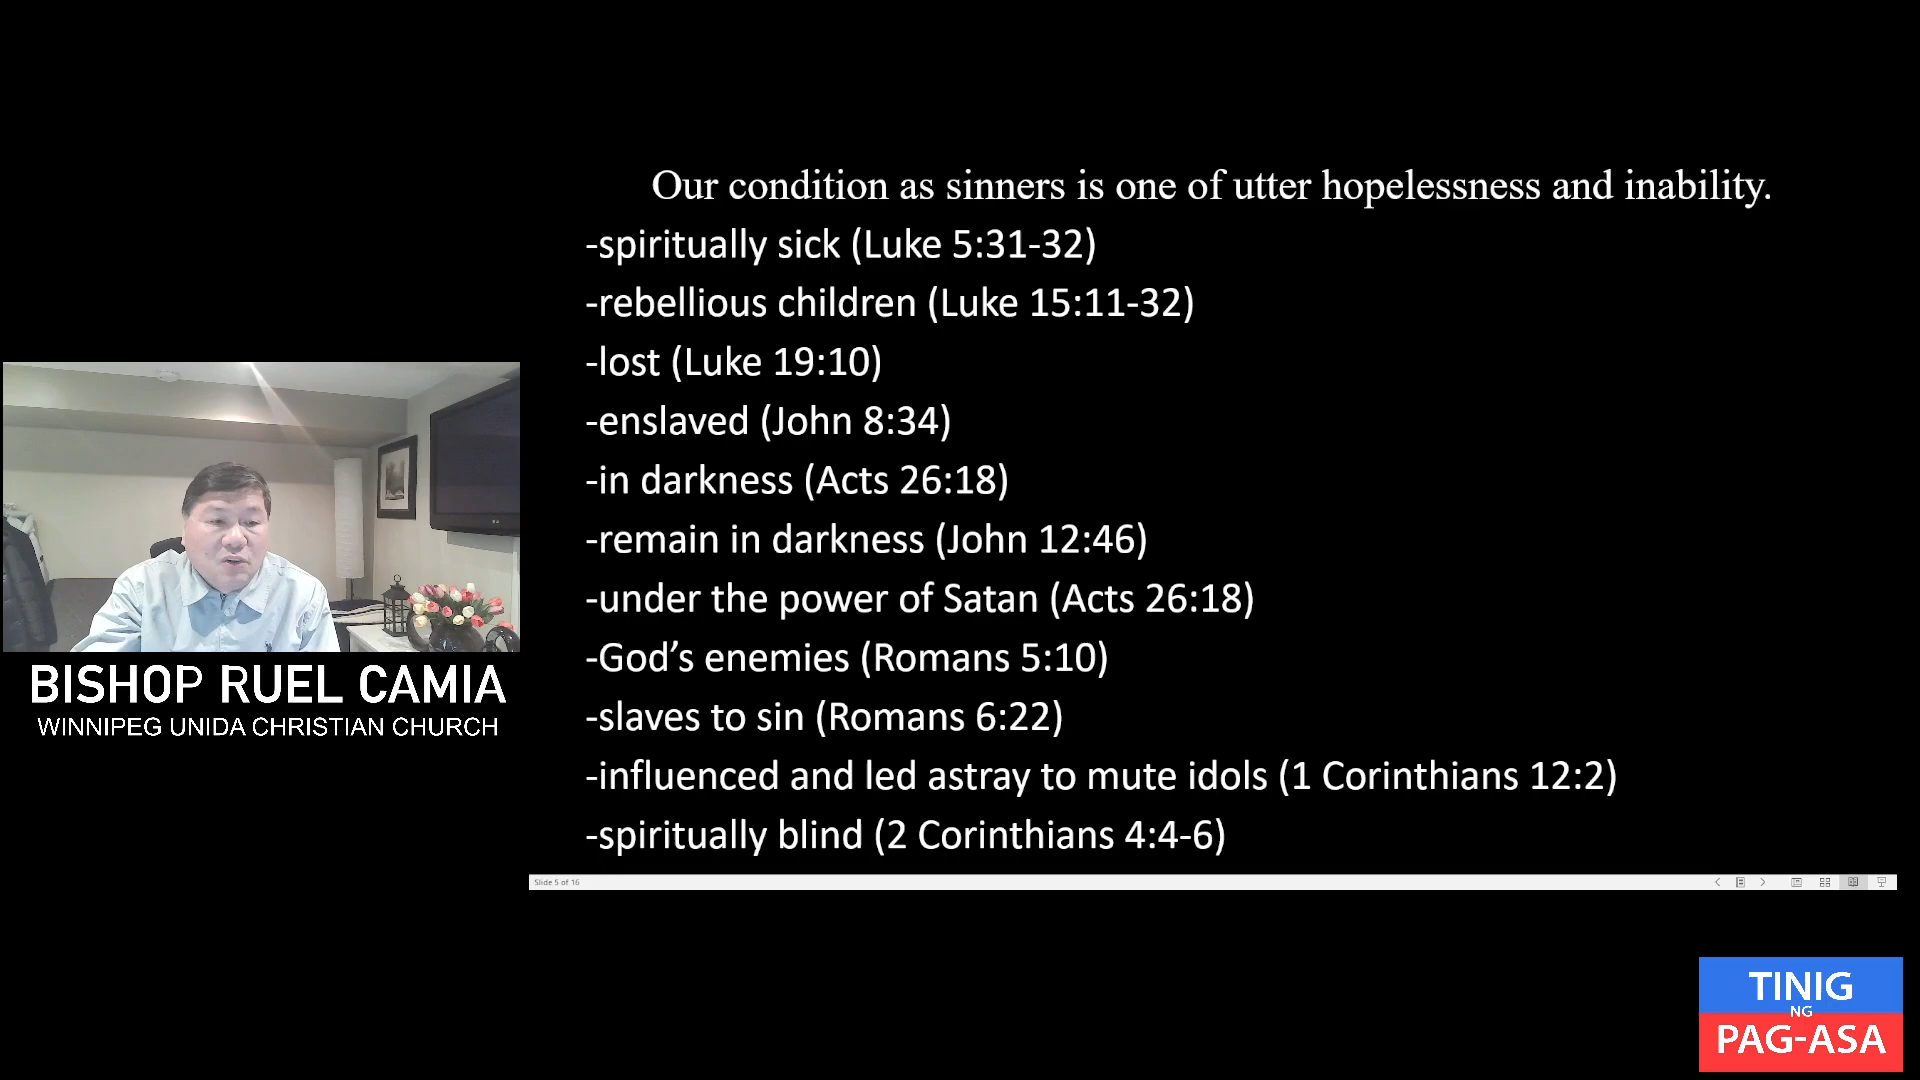 Our condition as sinners is one of utter hopelessness and inability.
-spiritually sick (Luke 5:31-32)
-rebellious children (Luke 15:11-32)
-lost (Luke 19:10)
-enslaved (John 8:34)
-in darkness (Acts 26:18)
-remain in darkness (John 12:46)
-under the power of Satan (Acts 26:18)
-God’s enemies (Romans 5:10)
-slaves to sin (Romans 6:22)
-influenced and led astray to mute idols (1 Corinthians 12:2)
-spiritually blind (2 Corinthians 4:4-6)
Slide 5 of 16
BISHOP RUEL CAMIA
WINNIPEG UNIDA CHRISTIAN CHURCH
TINIG
NG
PAG-ASA